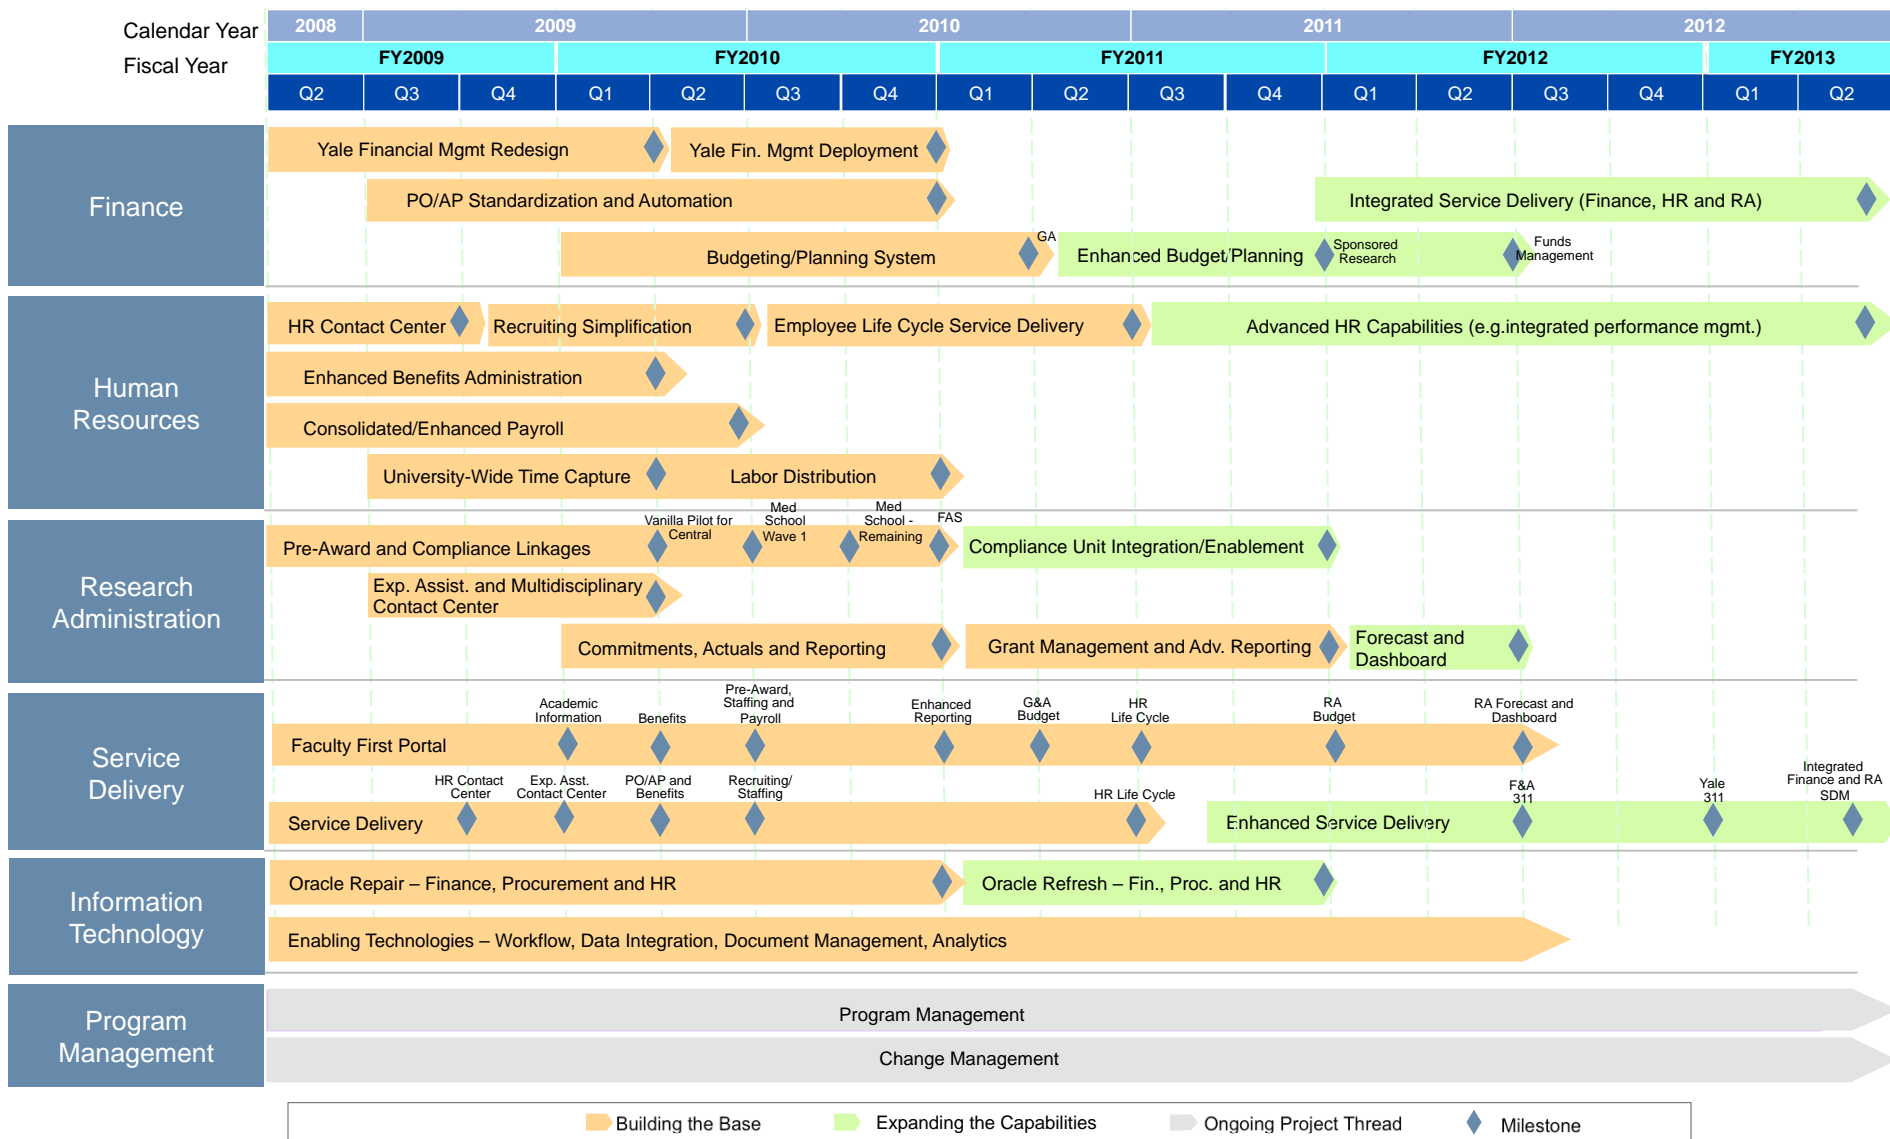 Calendar Year
2008 2009 2010 2011 2012
Fiscal Year
FY2009 FY2010 FY2011 FY2012 FY2013
Q2 Q3 Q4 Q1 Q2 Q3 Q4 Q1 Q2 Q3 Q4 Q1 Q2 Q3 Q4 Q1 Q2
Finance
Yale Financial Mgmt Redesign
Yale Fin. Mgmt Deployment
PO/AP Standardization and Automation
Integrated Service Delivery (Finance, HR and RA)
Budgeting/Planning System
GA
Enhanced Budget/Planning
Sponsored
Research
Funds
Management
Human
Resources
HR Contact Center
Recruiting Simplification
Employee Life Cycle Service Delivery
Advanced HR Capabilities (e.g.integrated performance mgmt.)
Enhanced Benefits Administration
Consolidated/Enhanced Payroll
University-Wide Time Capture
Labor Distribution
Research
Administration
Pre-Award and Compliance Linkages
Vanilla Pilot for
Central
Med
School
Wave 1
Med
School -
Remaining
FAS
Compliance Unit Integration/Enablement
Exp. Assist. and Multidisciplinary
Contact Center
Commitments, Actuals and Reporting
Grant Management and Adv. Reporting
Forecast and
Dashboard
Service
Delivery
Faculty First Portal
Academic
Information
Benefits
Pre-Award,
Staffing and
Payroll
Enhanced
Reporting
G&A
Budget
HR
Life Cycle
RA
Budget
RA Forecast and
Dashboard
Service Delivery
HR Contact
Center
Exp. Asst.
Contact Center
PO/AP and
Benefits
Recruiting/
Staffing
HR Life Cycle
Enhanced Service Delivery
F&A
311
Yale
311
Integrated
Finance and RA
SDM
Information
Technology
Oracle Repair – Finance, Procurement and HR
Oracle Refresh – Fin., Proc. and HR
Enabling Technologies – Workflow, Data Integration, Document Management, Analytics
Program
Management
Program Management
Change Management
Building the Base
Expanding the Capabilities
Ongoing Project Thread
Milestone